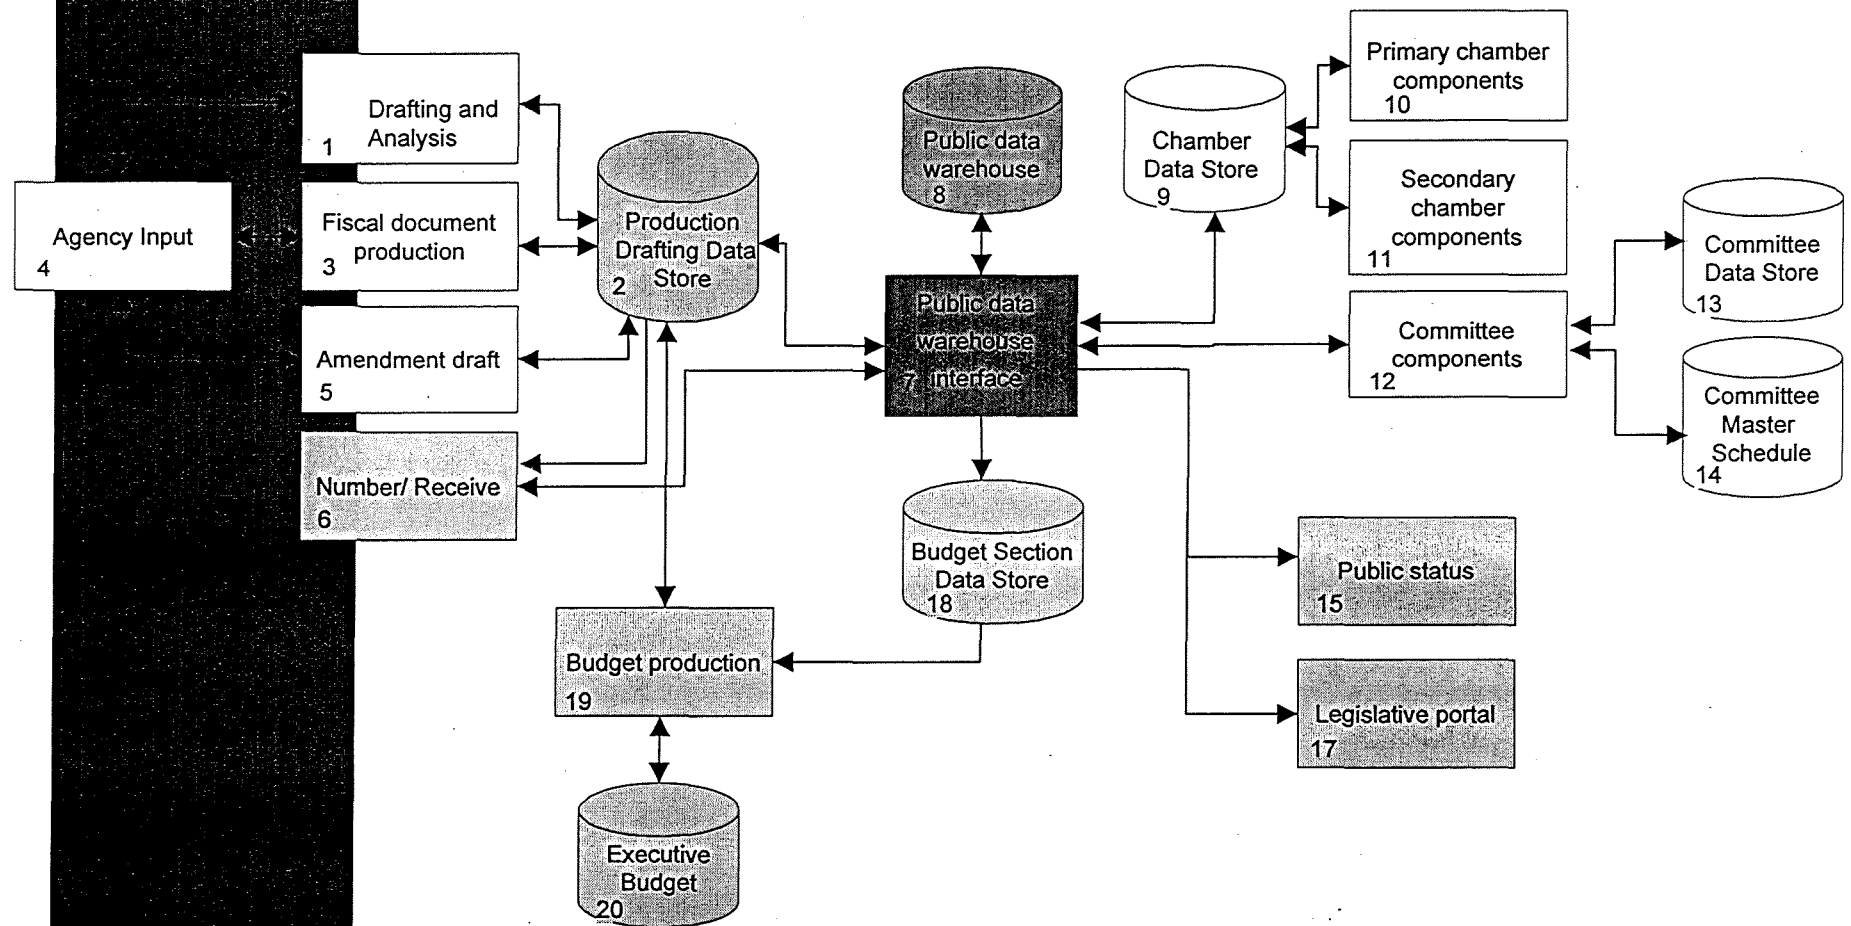 Drafting and
Analysis
1
Agency Input
4
Fiscal document
production
3
Amendment draft
5
Number/ Receive
6
Production
Drafting Data
Store
2
Public data
warehouse
8
Public data
warehouse
7 interface
Budget Section
Data Store
18
Budget production
19
Executive
Budget
20
Chamber
Data Store
9
Primary chamber
components
10
Secondary
chamber
components
11
Committee
components
12
Committee
Data Store
13
Committee
Master
Schedule
14
Public status
15
Legislative portal
17